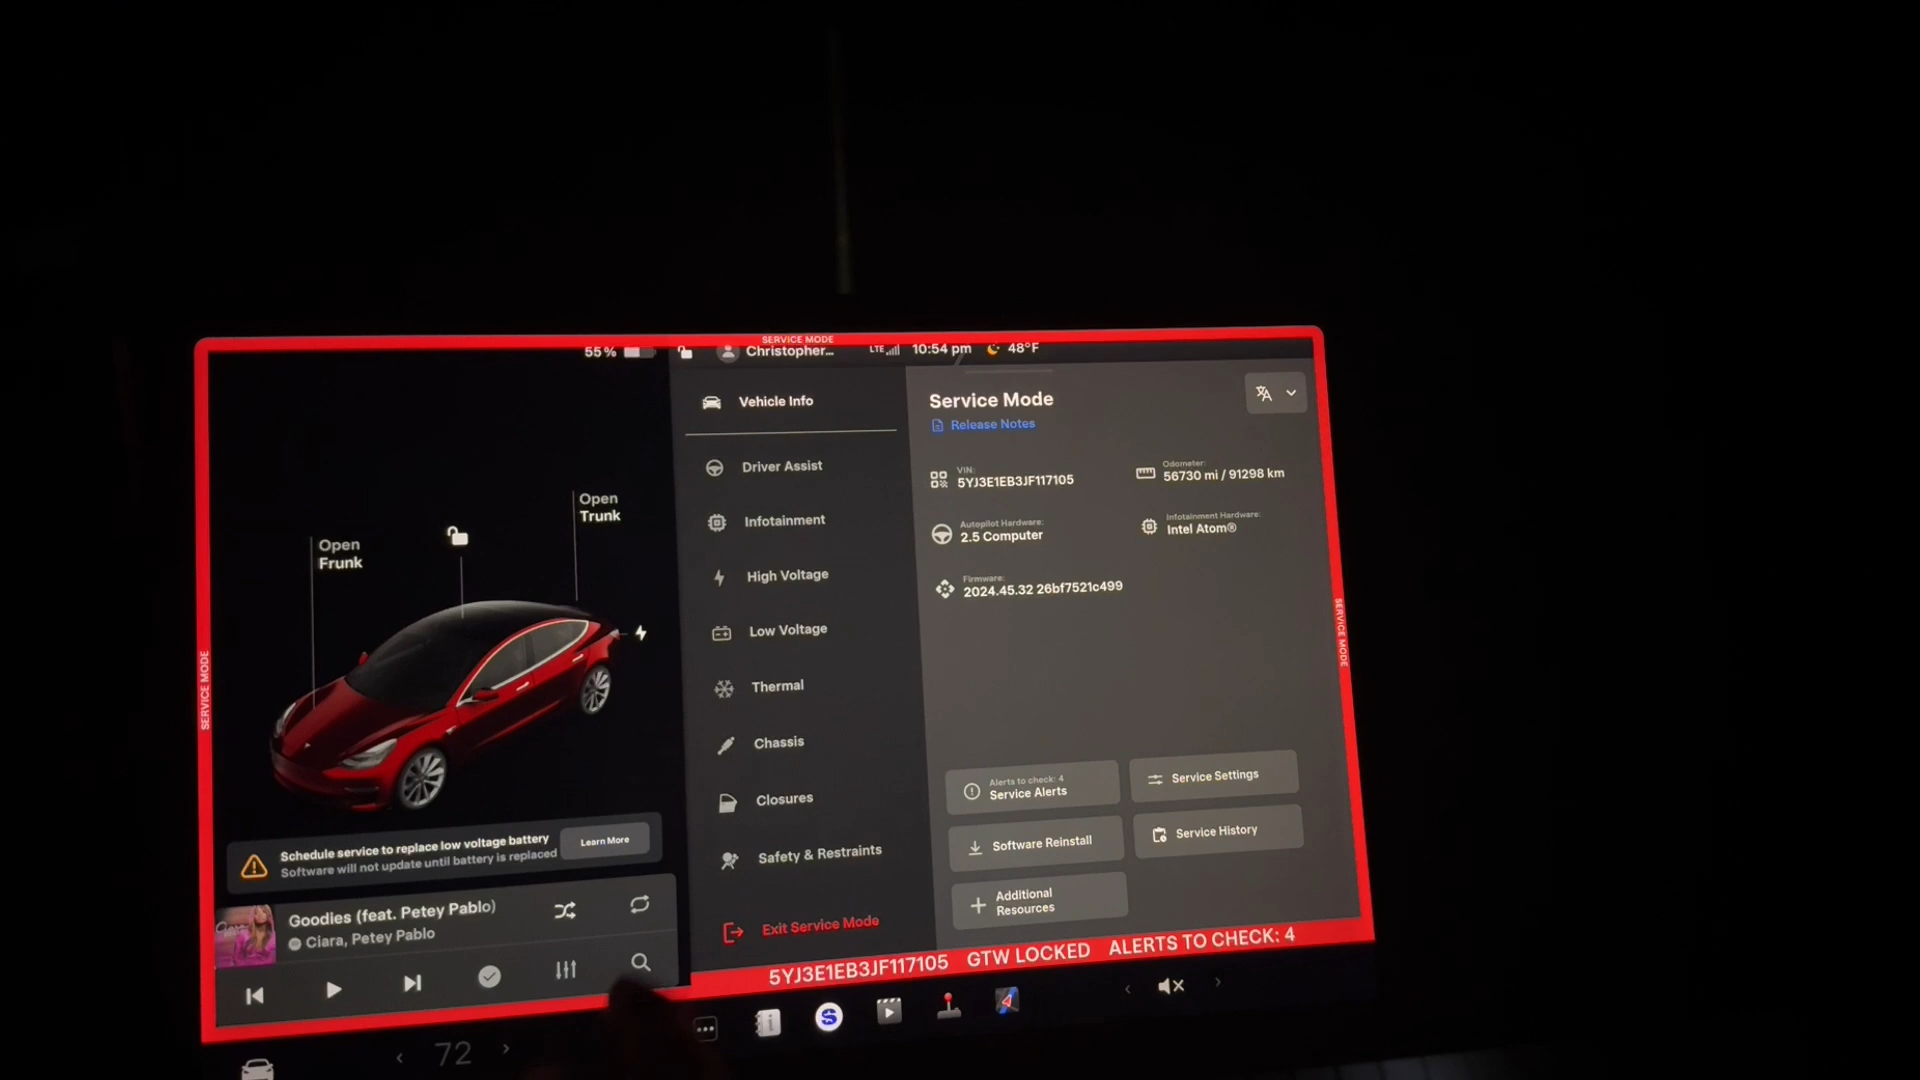 SERVICE MODE
55%
Christopher...
LTE
10:54 pm
48°F
Open
Frunk
Open
Trunk
SERVICE MODE
Schedule service to replace low voltage battery
Software will not update until battery is replaced
Learn More
Goodies (feat. Petey Pablo)
Ciara, Petey Pablo
Vehicle Info
Driver Assist
Infotainment
High Voltage
Low Voltage
Thermal
Chassis
Closures
Safety & Restraints
Exit Service Mode
Service Mode
Release Notes
VIN:
5YJ3E1EB3JF117105
Odometer:
56730 mi / 91298 km
Autopilot Hardware:
2.5 Computer
Infotainment Hardware:
Intel Atom®
Firmware:
2024.45.32 26bf7521c499
Alerts to check: 4
Service Alerts
Service Settings
Software Reinstall
Service History
Additional
Resources
SERVICE MODE
5YJ3E1EB3JF117105 GTW LOCKED ALERTS TO CHECK: 4
72